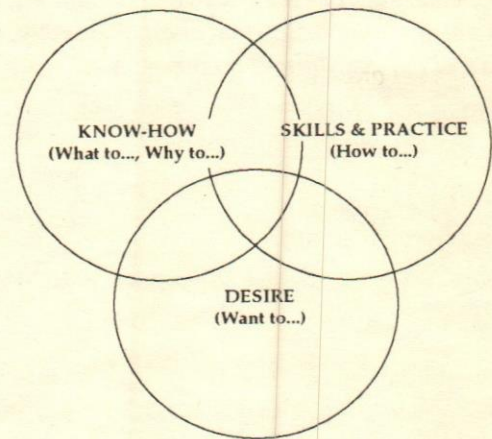 KNOW-HOW
(What to..., Why to...)
SKILLS & PRACTICE
(How to...)
DESIRE
(Want to...)